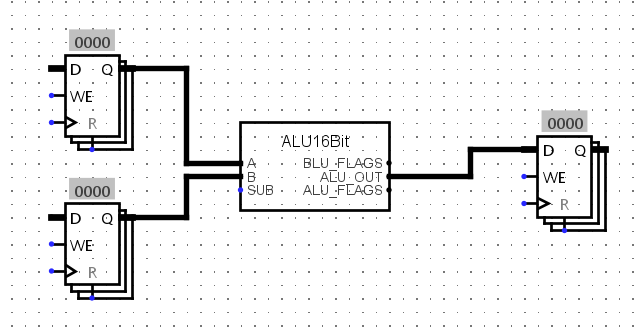 0000
D Q
WE
R
0000
D Q
WE
R
ALU16Bit
A BLU_FLAGS
B ALU_OUT
SUB ALU_FLAGS
0000
D Q
WE
R